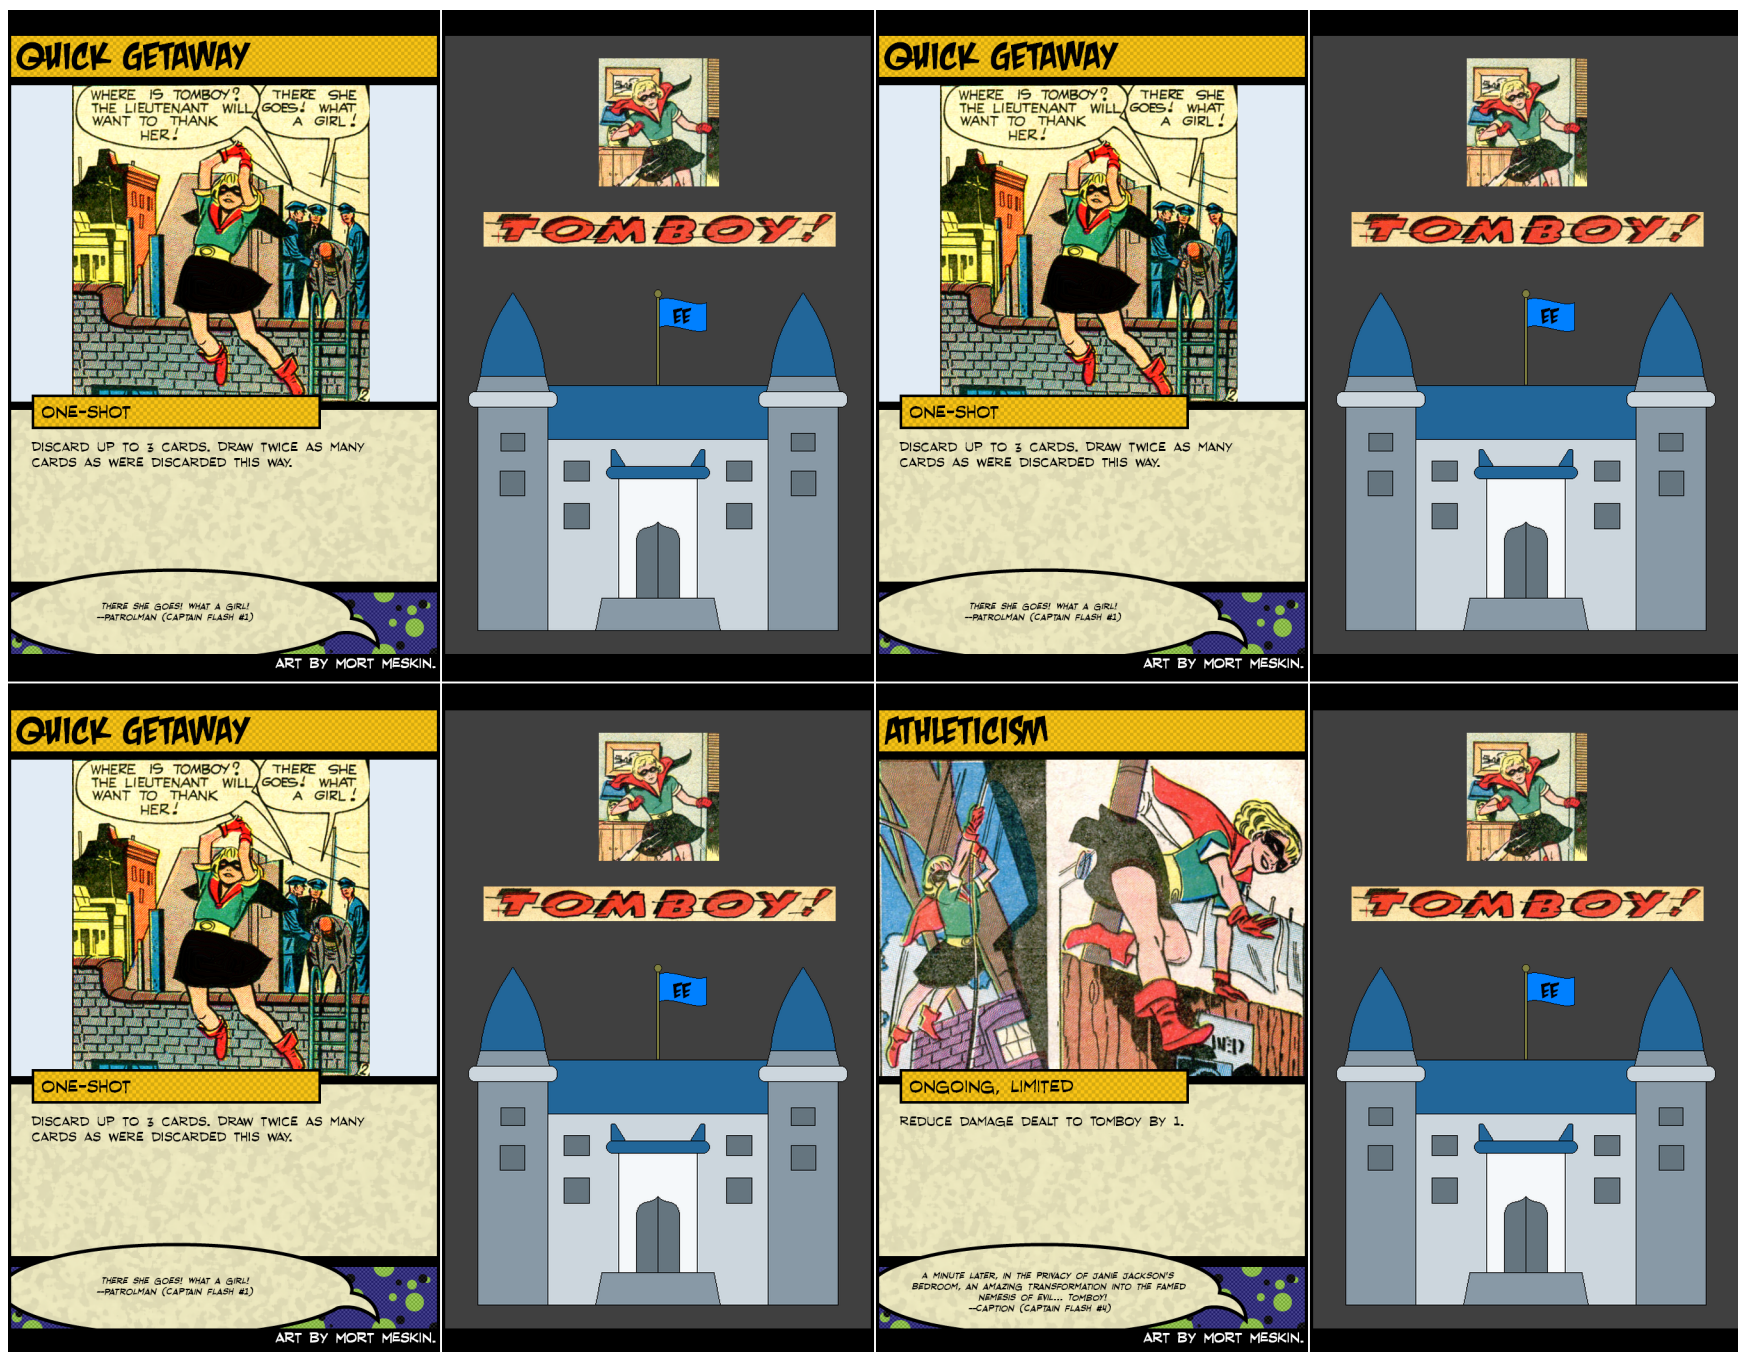 QUICK GETAWAY
WHERE IS TOMBOY?
THE LIEUTENANT WILL
WANT TO THANK
HER!
THERE SHE
GOES! WHAT
A GIRL!
2
ONE-SHOT
DISCARD UP TO 3 CARDS. DRAW TWICE AS MANY
CARDS AS WERE DISCARDED THIS WAY.
THERE SHE GOES! WHAT A GIRL!
--PATROLMAN (CAPTAIN FLASH #1)
ART BY MORT MESKIN.
TOMBOY!
EE
QUICK GETAWAY
WHERE IS TOMBOY?
THE LIEUTENANT WILL
WANT TO THANK
HER!
THERE SHE
GOES! WHAT
A GIRL!
2
ONE-SHOT
DISCARD UP TO 3 CARDS. DRAW TWICE AS MANY
CARDS AS WERE DISCARDED THIS WAY.
THERE SHE GOES! WHAT A GIRL!
--PATROLMAN (CAPTAIN FLASH #1)
ART BY MORT MESKIN.
TOMBOY!
EE
QUICK GETAWAY
WHERE IS TOMBOY?
THE LIEUTENANT WILL
WANT TO THANK
HER!
THERE SHE
GOES! WHAT
A GIRL!
2
ONE-SHOT
DISCARD UP TO 3 CARDS. DRAW TWICE AS MANY
CARDS AS WERE DISCARDED THIS WAY.
THERE SHE GOES! WHAT A GIRL!
--PATROLMAN (CAPTAIN FLASH #1)
ART BY MORT MESKIN.
TOMBOY!
EE
ATHLETICISM
ONGOING, LIMITED
REDUCE DAMAGE DEALT TO TOMBOY BY 1.
A MINUTE LATER, IN THE PRIVACY OF JANIE JACKSON'S
BEDROOM, AN AMAZING TRANSFORMATION INTO THE FAMED
NEMESIS OF EVIL... TOMBOY!
--CAPTION (CAPTAIN FLASH #4)
ART BY MORT MESKIN.
TOMBOY!
EE